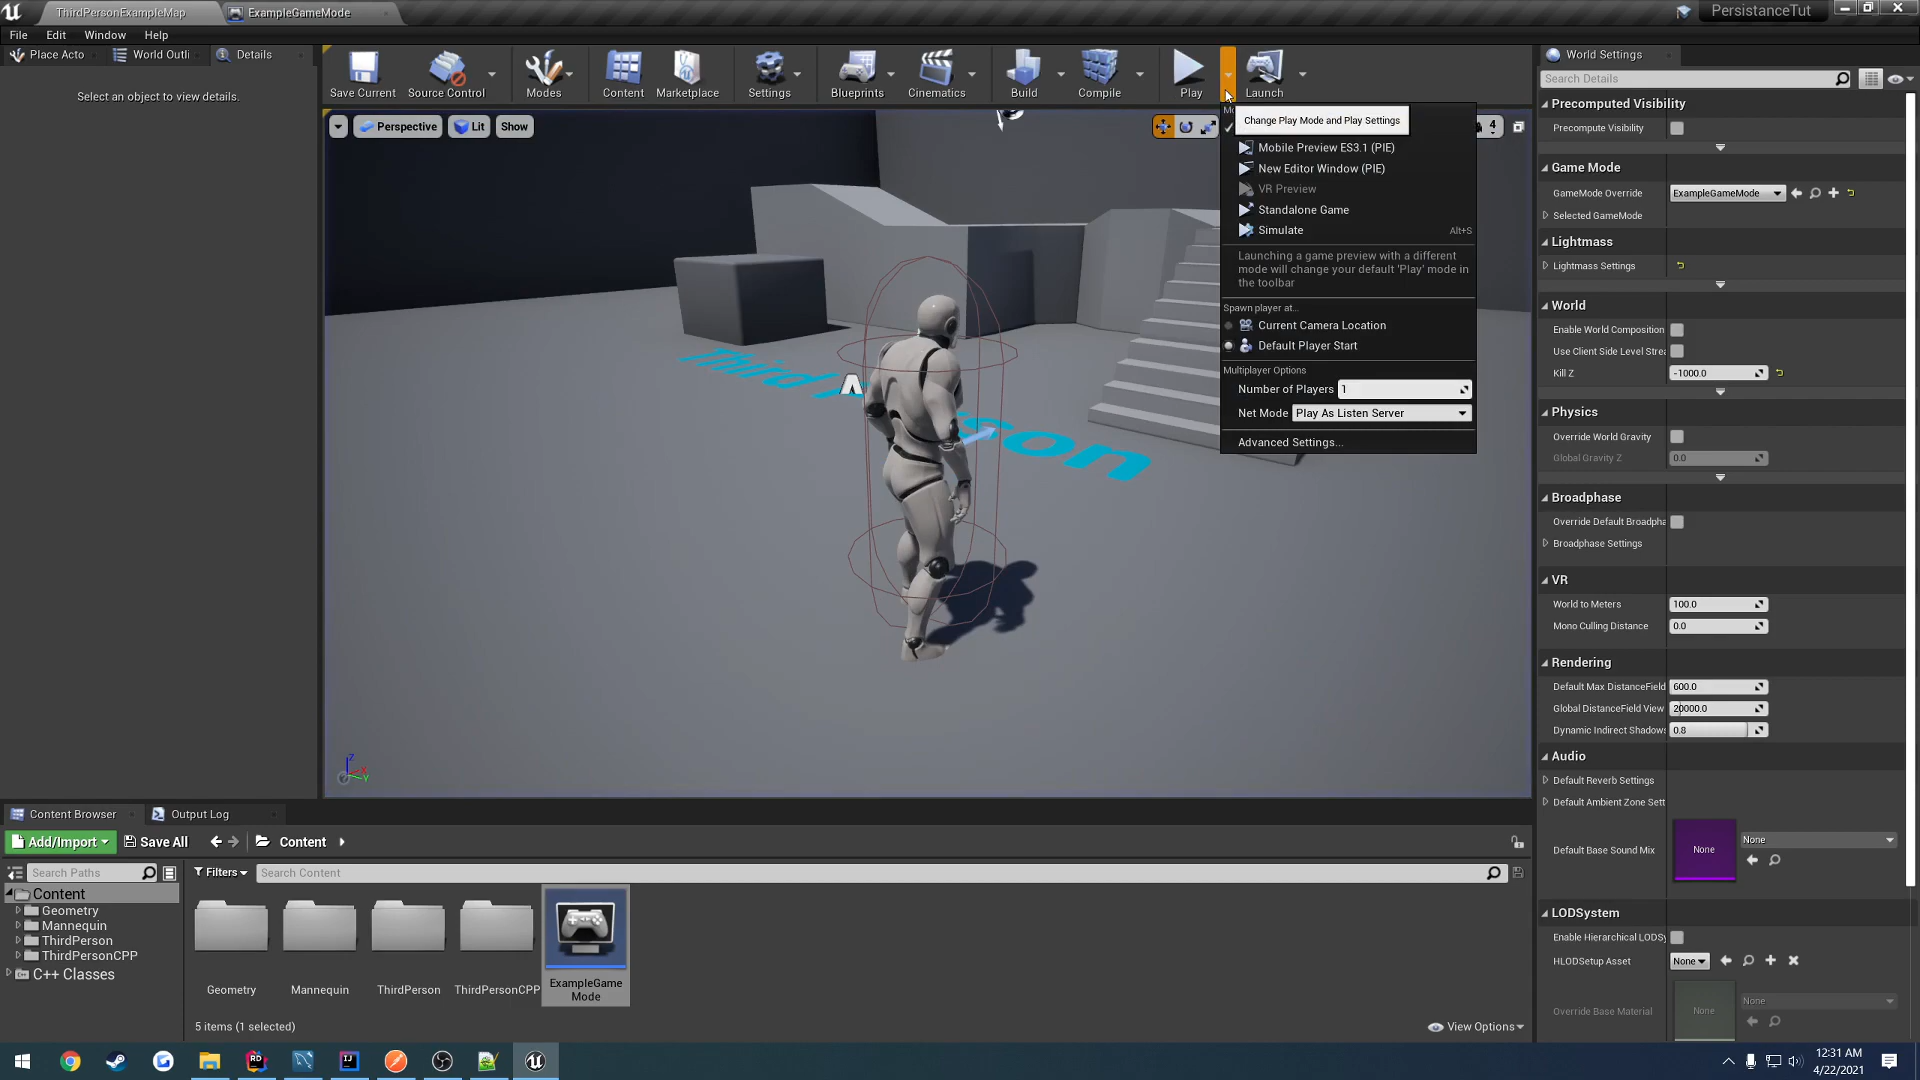 ThirdPersonExampleMap
ExampleGameMode
PersistanceTut
File Edit Window Help
Place Acto
World Outli
Details
Select an object to view details.
Save Current
Source Control
Modes
Content
Marketplace
Settings
Blueprints
Cinematics
Build
Compile
Play
Launch
Perspective
Lit
Show
4
Change Play Mode and Play Settings
Mobile Preview ES3.1 (PIE)
New Editor Window (PIE)
VR Preview
Standalone Game
Simulate Alt+S
Launching a game preview with a different
mode will change your default 'Play' mode in
the toolbar
Spawn player at...
Current Camera Location
Default Player Start
Multiplayer Options
Number of Players 1
Net Mode Play As Listen Server
Advanced Settings...
World Settings
Search Details
Precomputed Visibility
Precompute Visibility
Game Mode
GameMode Override ExampleGameMode
Selected GameMode
Lightmass
Lightmass Settings
World
Enable World Composition
Use Client Side Level Strea
Kill Z -1000.0
Physics
Override World Gravity
Global Gravity Z 0.0
Broadphase
Override Default Broadpha
Broadphase Settings
VR
World to Meters 100.0
Mono Culling Distance 0.0
Rendering
Default Max DistanceField 600.0
Global DistanceField View 20000.0
Dynamic Indirect Shadows 0.8
Audio
Default Reverb Settings
Default Ambient Zone Sett
Default Base Sound Mix None None
LODSystem
Enable Hierarchical LODSy
HLODSetup Asset None
Override Base Material None None
Content Browser
Output Log
Add/Import
Save All
Content
Search Paths
Filters
Search Content
Content
Geometry
Mannequin
ThirdPerson
ThirdPersonCPP
C++ Classes
Geometry
Mannequin
ThirdPerson
ThirdPersonCPP
ExampleGame
Mode
5 items (1 selected)
View Options
12:31 AM
4/22/2021